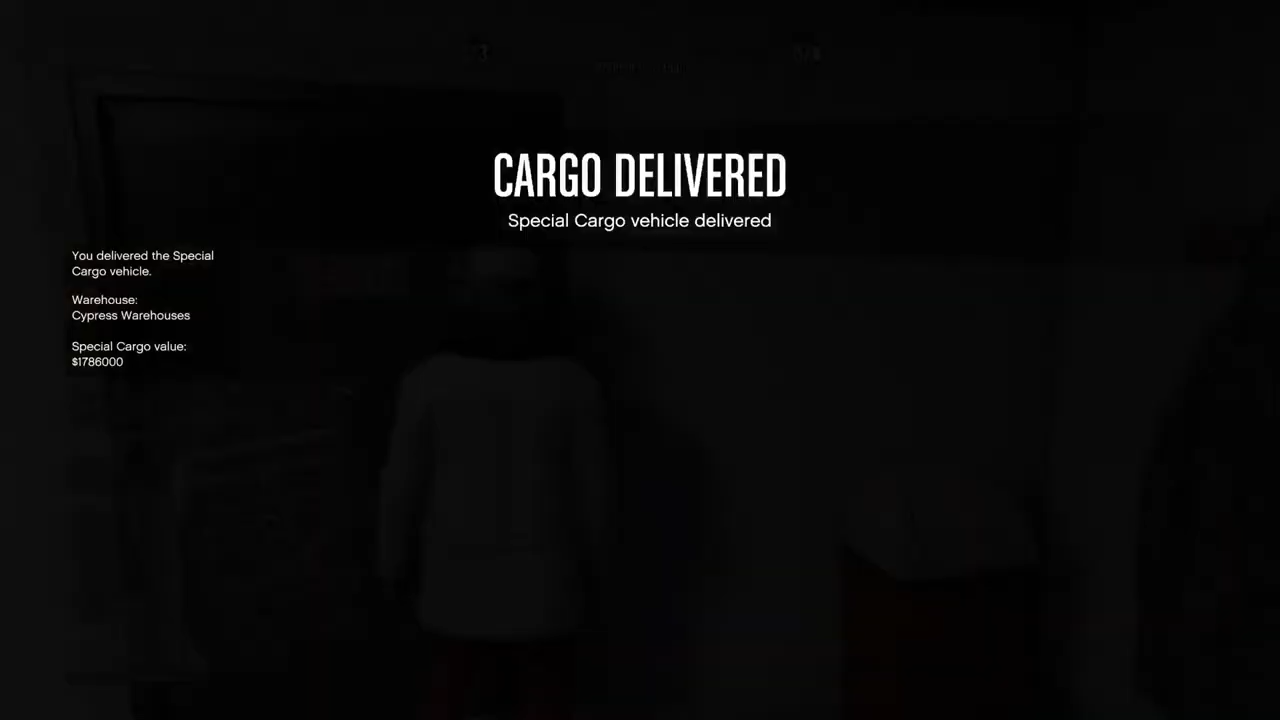 CARGO DELIVERED
Special Cargo vehicle delivered
You delivered the Special
Cargo vehicle.
Warehouse:
Cypress Warehouses
Special Cargo value:
$1786000